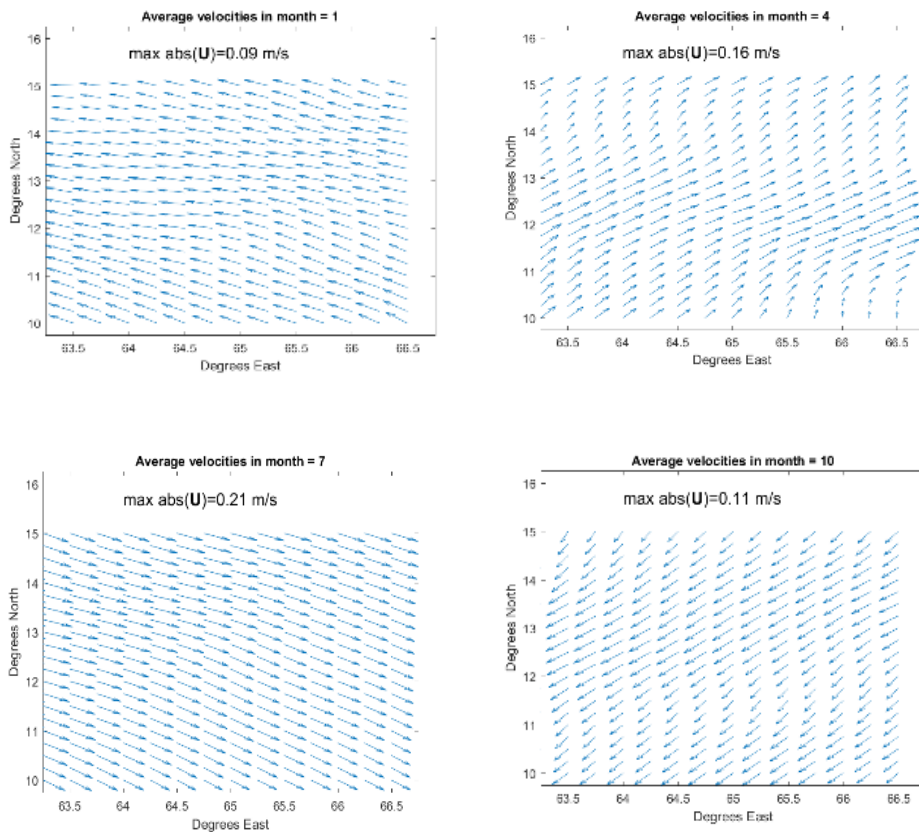 Average velocities in month = 1
max abs(U)=0.09 m/s
16
15
14
13
12
11
10
Degrees North
63.5 64 64.5 65 65.5 66 66.5
Degrees East
Average velocities in month = 4
max abs(U)=0.16 m/s
16
15
14
13
12
11
10
Degrees North
63.5 64 64.5 65 65.5 66 66.5
Degrees East
Average velocities in month = 7
max abs(U)=0.21 m/s
16
15
14
13
12
11
10
Degrees North
63.5 64 64.5 65 65.5 66 66.5
Degrees East
Average velocities in month = 10
max abs(U)=0.11 m/s
16
15
14
13
12
11
10
Degrees North
63.5 64 64.5 65 65.5 66 66.5
Degrees East